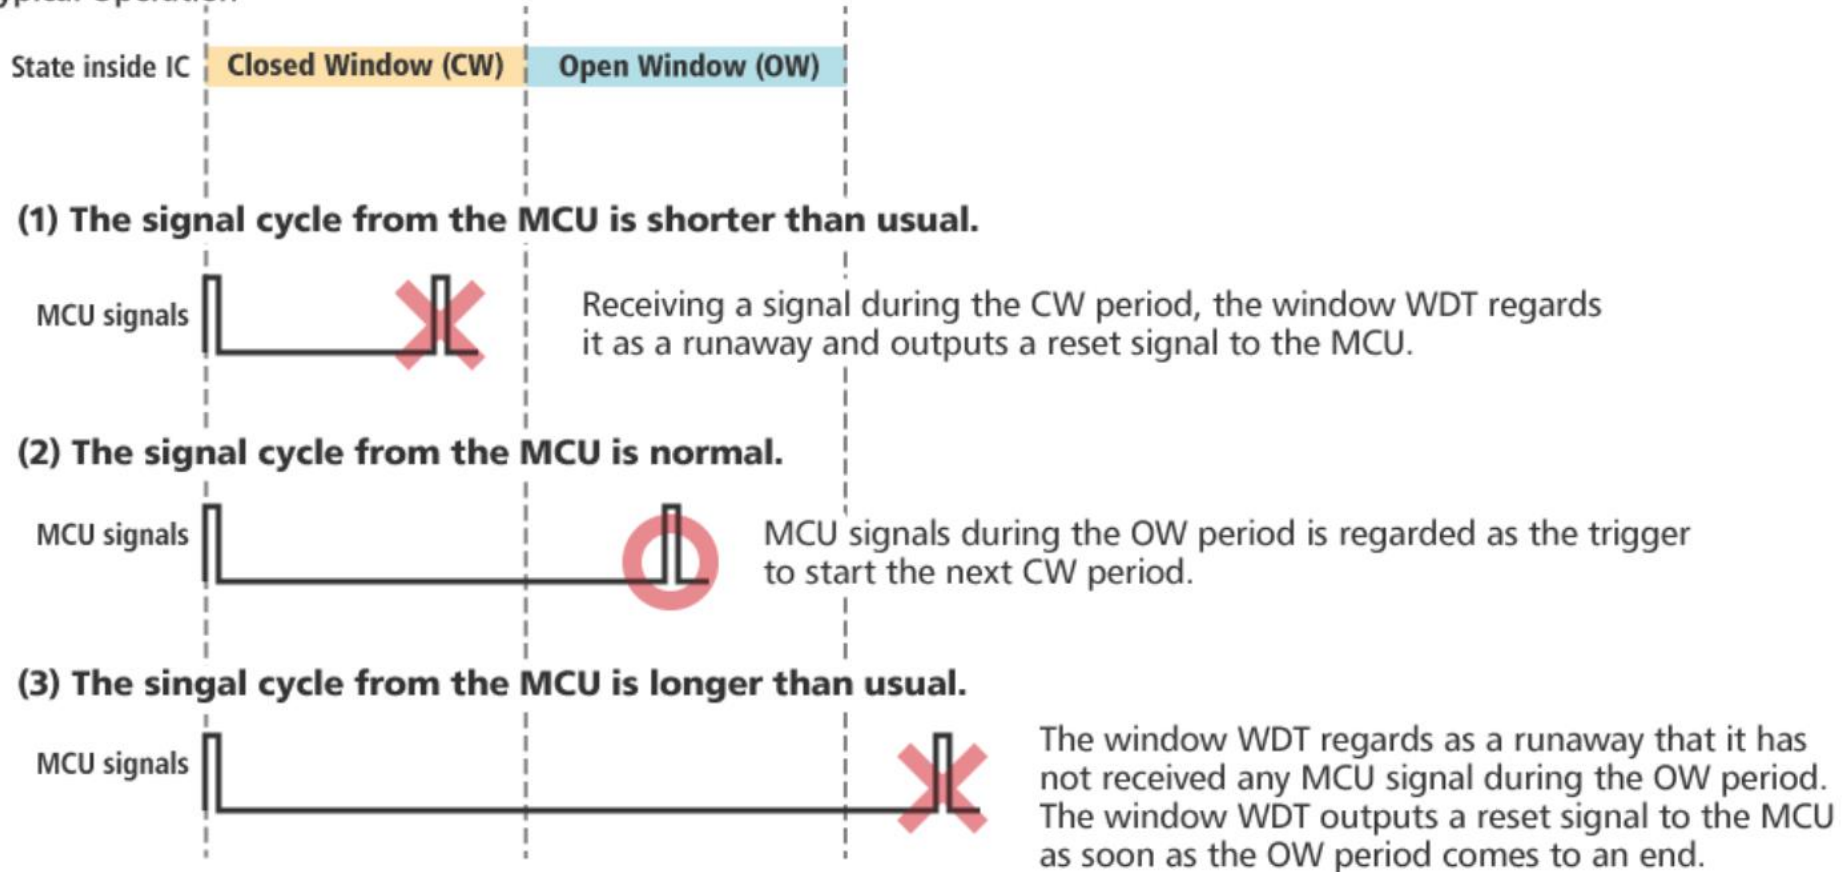 State inside IC
Closed Window (CW)
Open Window (OW)
(1) The signal cycle from the MCU is shorter than usual.
MCU signals
Receiving a signal during the CW period, the window WDT regards
it as a runaway and outputs a reset signal to the MCU.
(2) The signal cycle from the MCU is normal.
MCU signals
MCU signals during the OW period is regarded as the trigger
to start the next CW period.
(3) The singal cycle from the MCU is longer than usual.
MCU signals
The window WDT regards as a runaway that it has
not received any MCU signal during the OW period.
The window WDT outputs a reset signal to the MCU
as soon as the OW period comes to an end.